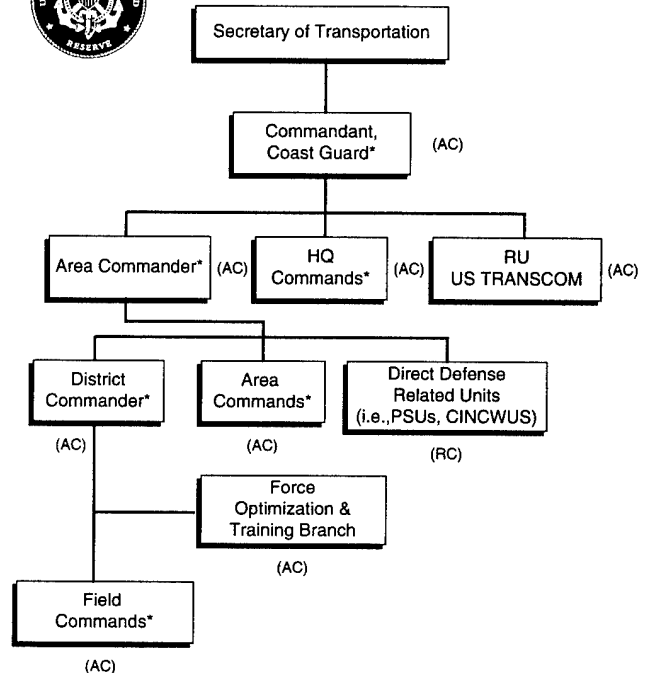 RESERVE
Secretary of Transportation
Commandant,
Coast Guard*
(AC)
Area Commander*
(AC)
HQ
Commands*
(AC)
RU
US TRANSCOM
(AC)
District
Commander*
(AC)
Area
Commands*
(AC)
Direct Defense
Related Units
(i.e.,PSUs, CINCWUS)
(RC)
Force
Optimization &
Training Branch
(AC)
Field
Commands*
(AC)